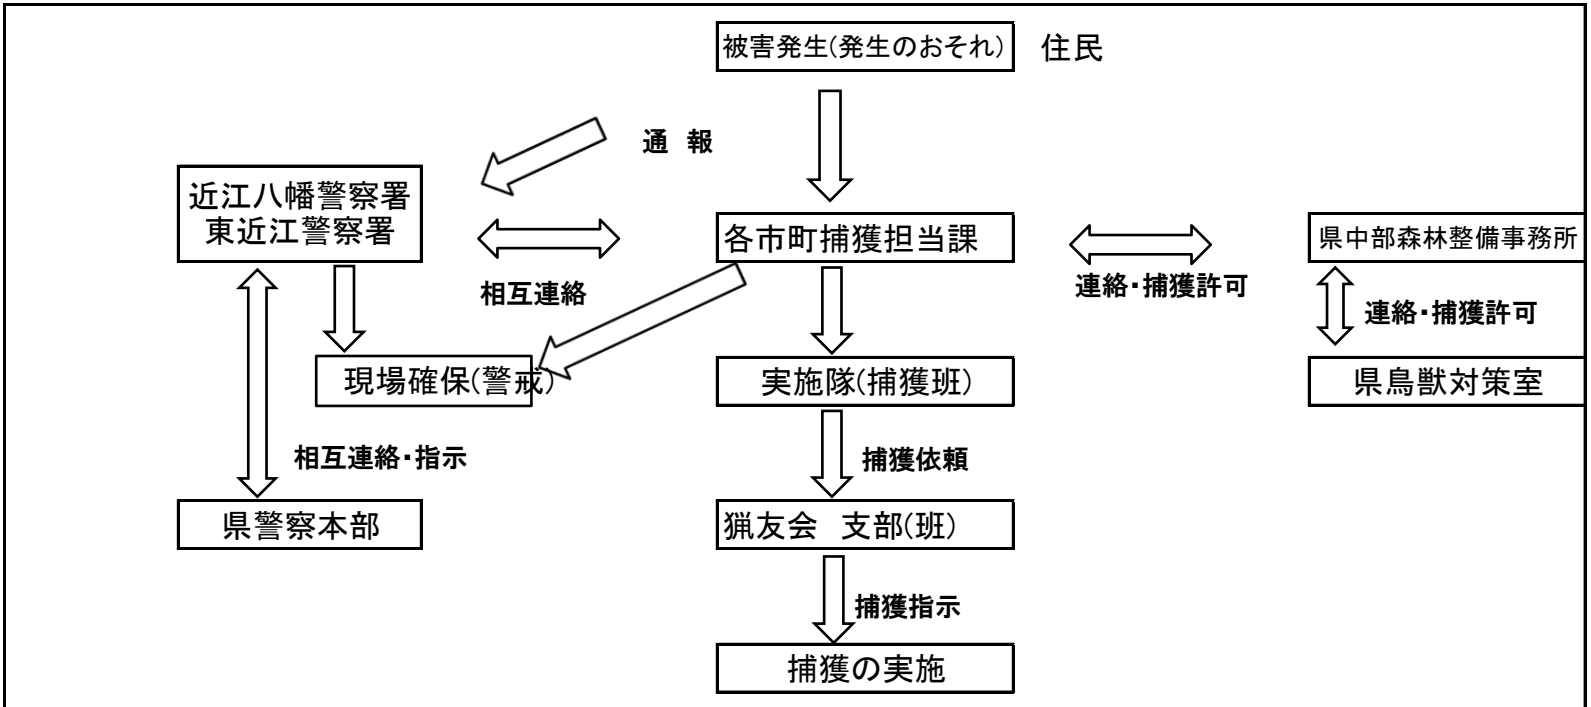 被害発生(発生のおそれ)
住民
通 報
近江八幡警察署
東近江警察署
各市町捕獲担当課
県中部森林整備事務所
相互連絡
連絡・捕獲許可
連絡・捕獲許可
現場確保(警戒)
実施隊(捕獲班)
県鳥獣対策室
相互連絡・指示
捕獲依頼
県警察本部
猟友会 支部(班)
捕獲指示
捕獲の実施